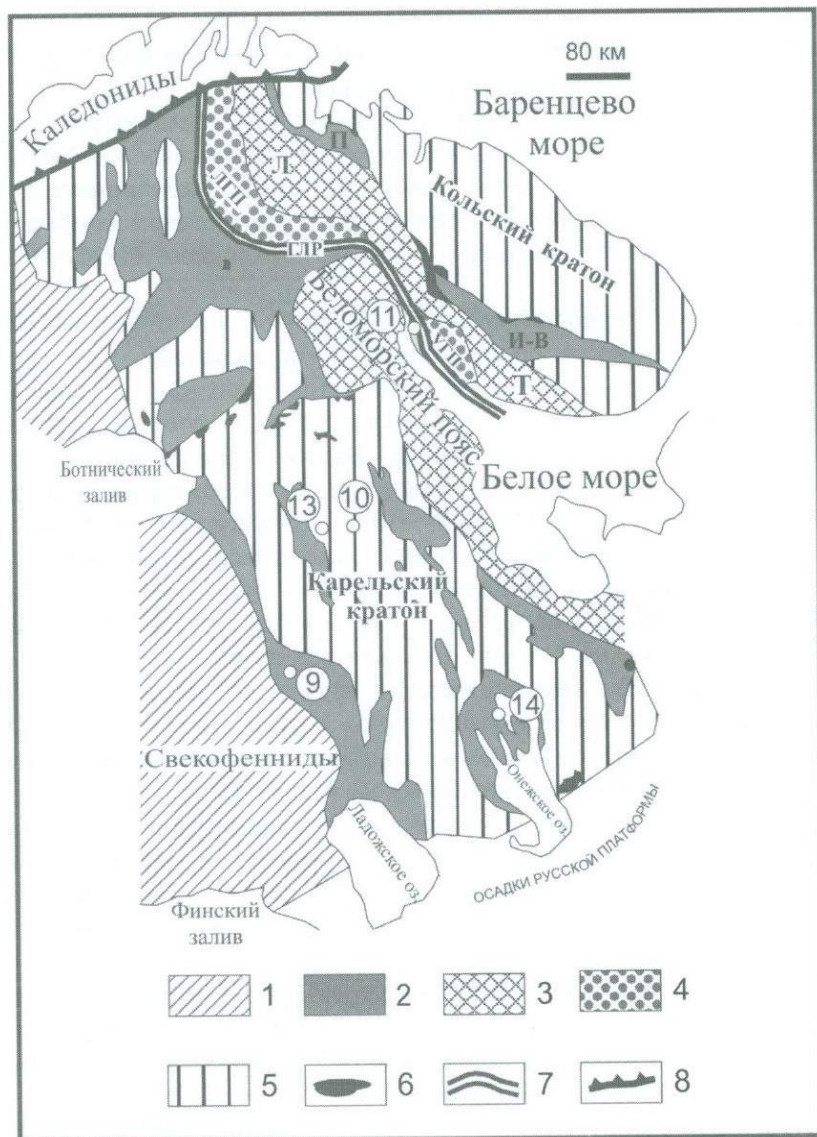 80 км
Каледониды
Баренцево
море
П
Л
ЛГП
Кольский кратон
ГЛР
Беломорский пояс
11
УГП
И-В
Т
Ботнический
залив
Белое море
13
10
Карельский
кратон
9
14
Свекофенниды
Онежское оз.
Ладожское оз.
ОСАДКИ РУССКОЙ ПЛАТФОРМЫ
Финский
залив
1
2
3
4
5
6
7
8